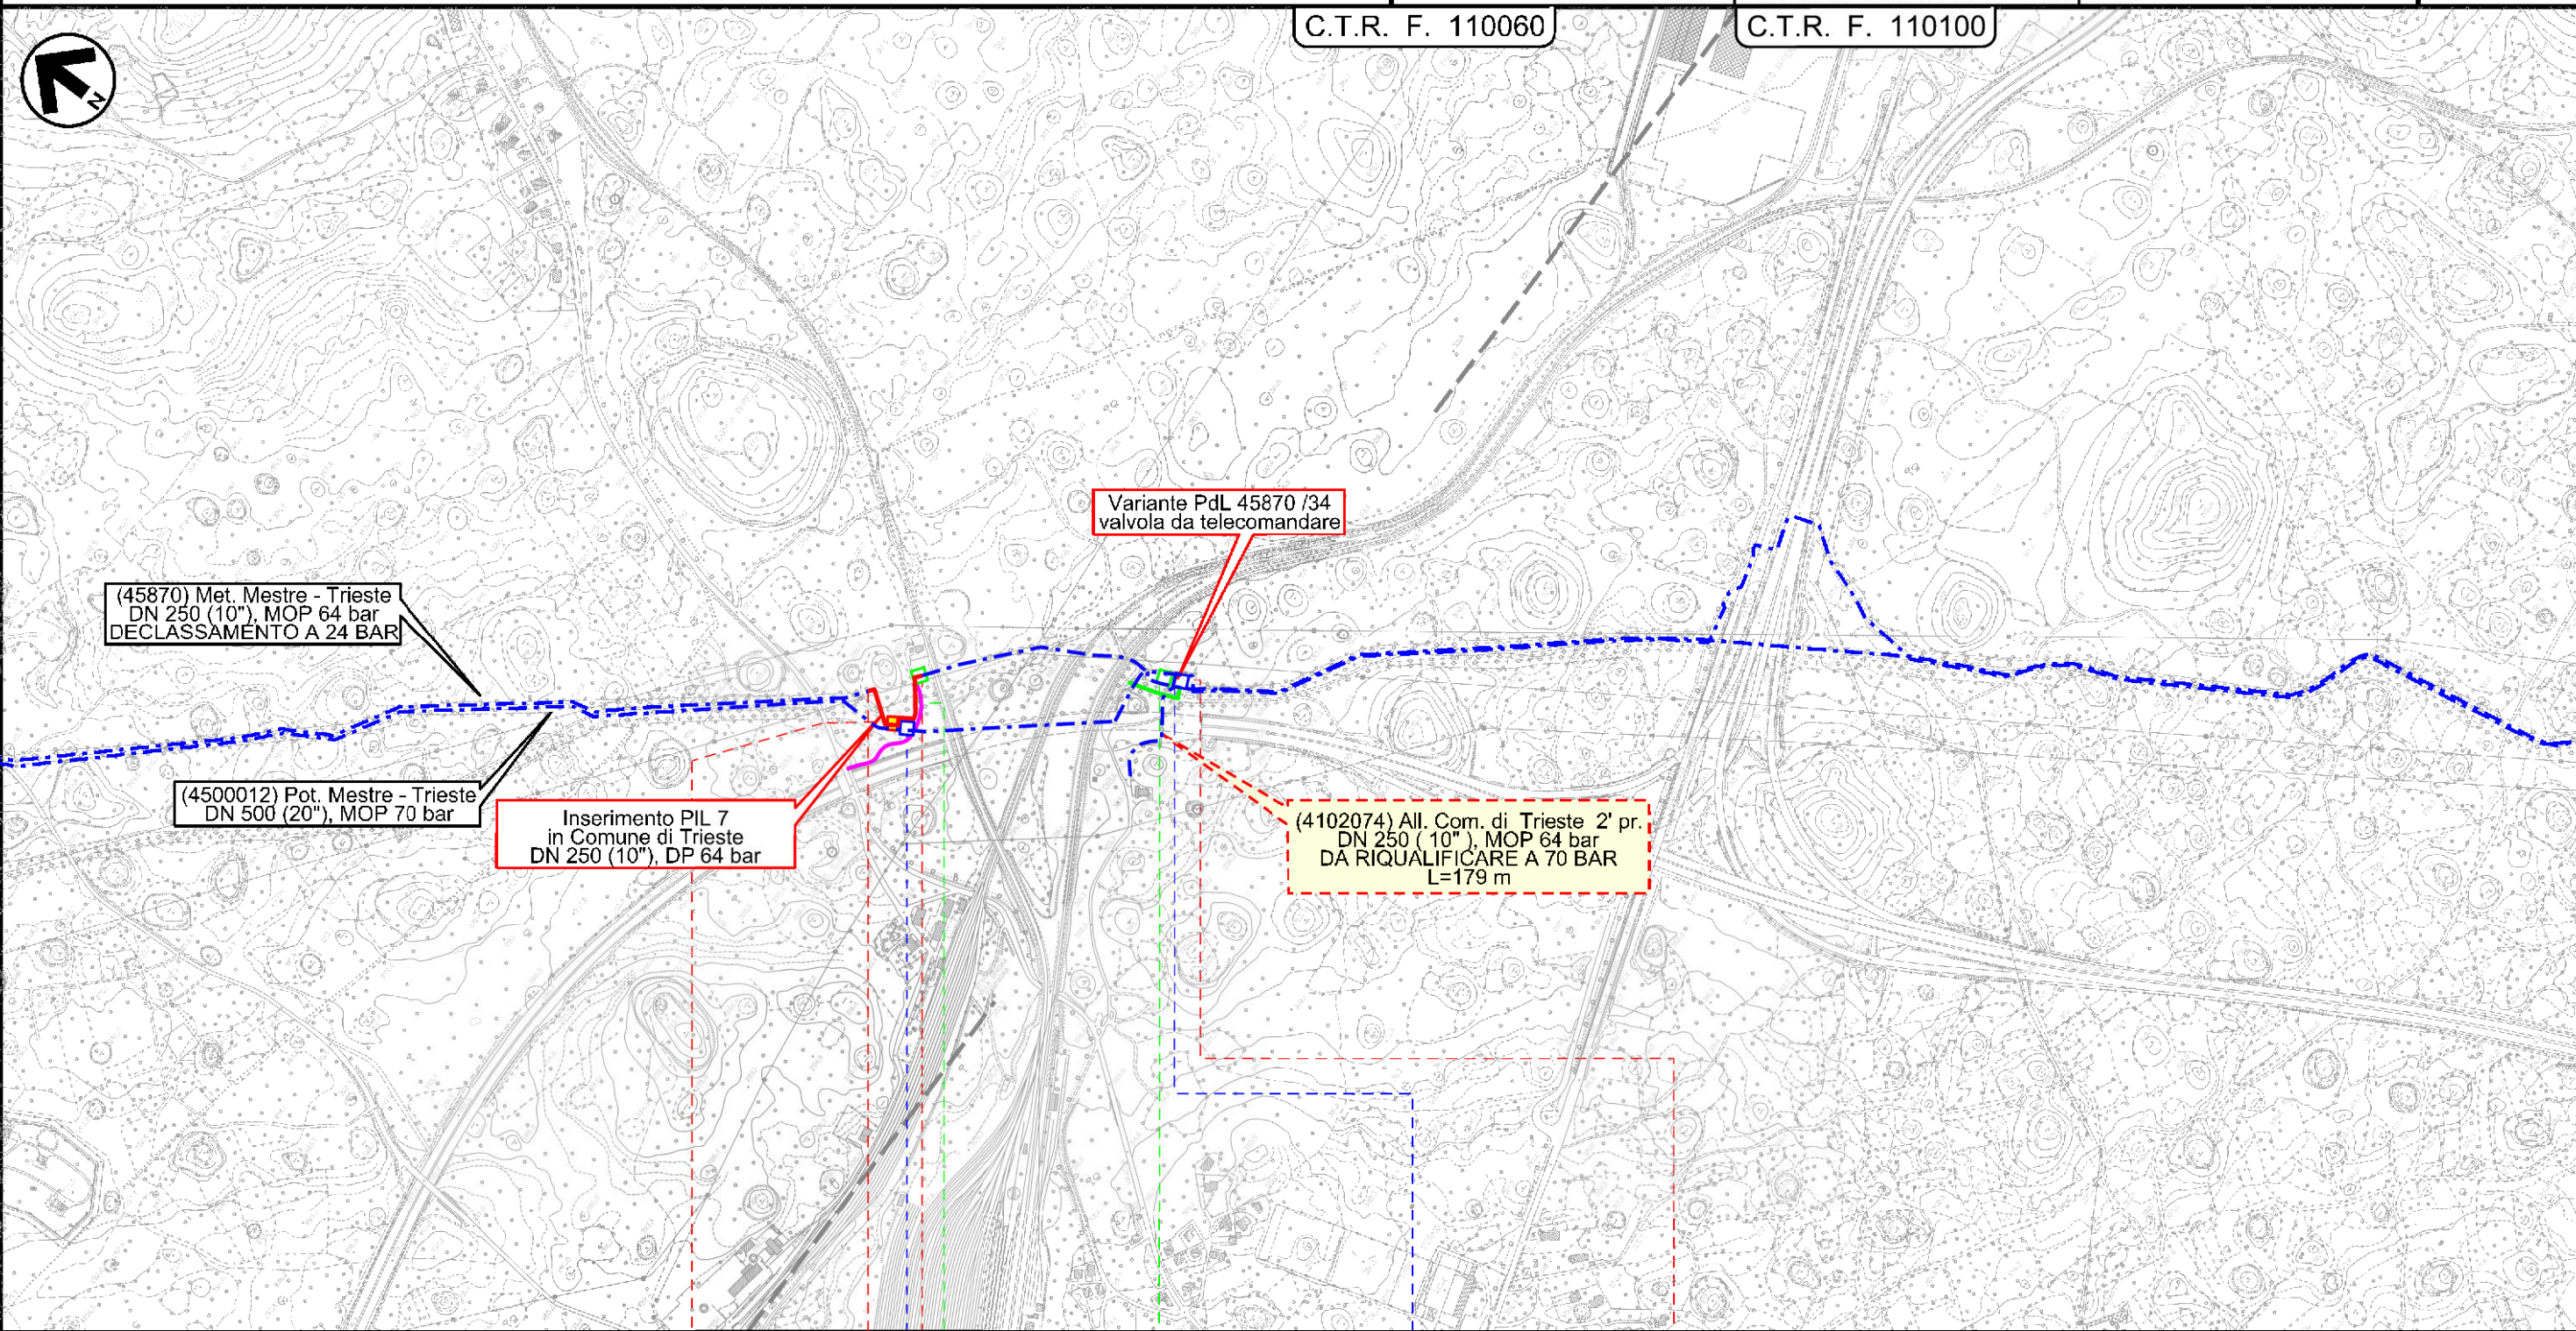 C.T.R. F. 110060
C.T.R. F. 110100
N
Variante PdL 45870 /34
valvola da telecomandare
(45870) Met. Mestre - Trieste
DN 250 (10"), MOP 64 bar
DECLASSAMENTO A 24 BAR
(4500012) Pot. Mestre - Trieste
DN 500 (20"), MOP 70 bar
Inserimento PIL 7
in Comune di Trieste
DN 250 (10"), DP 64 bar
(4102074) All. Com. di Trieste 2' pr.
DN 250 ( 10" ), MOP 64 bar
DA RIQUALIFICARE A 70 BAR
L=179 m